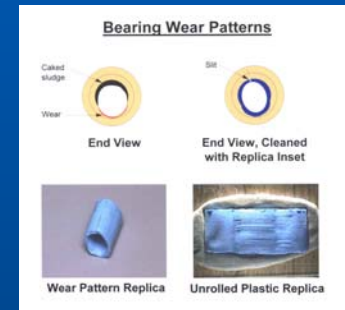 Bearing Wear Patterns
Caked
sludge
Wear
End View
Slit
End View, Cleaned
with Replica Inset
Wear Pattern Replica
Unrolled Plastic Replica